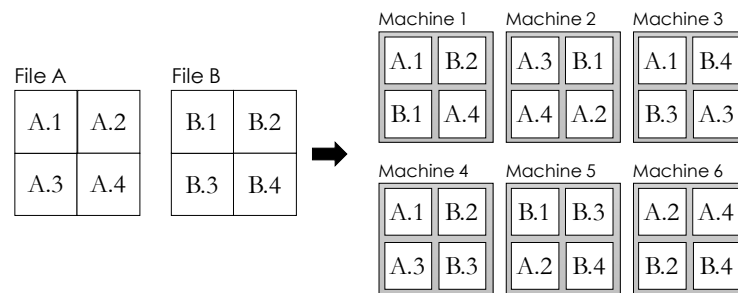 Machine 1 Machine 2 Machine 3
A.1 B.2 A.3 B.1 A.1 B.4
B.1 A.4 A.4 A.2 B.3 A.3
File A File B
A.1 A.2 B.1 B.2
A.3 A.4 B.3 B.4
Machine 4 Machine 5 Machine 6
A.1 B.2 B.1 B.3 A.2 A.4
A.3 B.3 A.2 B.4 B.2 B.4